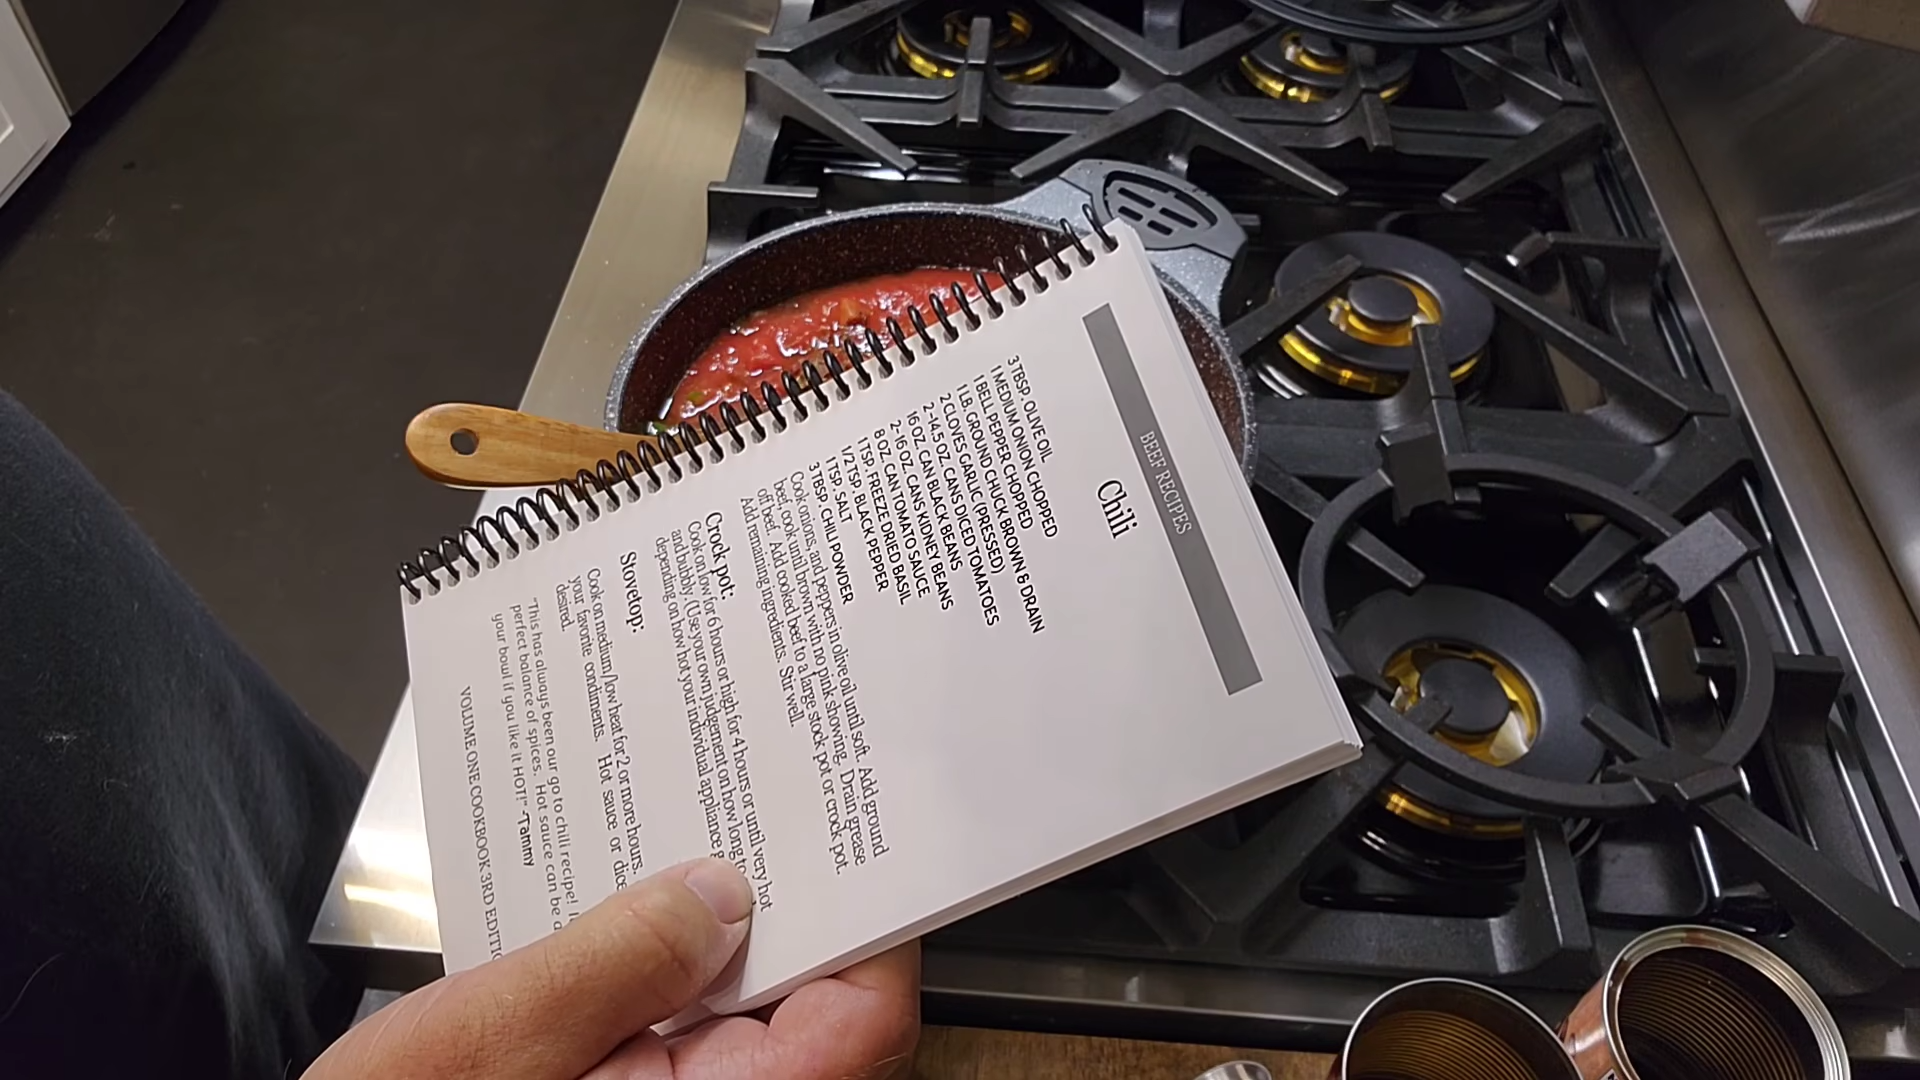 BEEF RECIPES
Chili
3 TBSP. OLIVE OIL
1 MEDIUM ONION CHOPPED
1 BELL PEPPER CHOPPED
1 LB. GROUND CHUCK BROWN & DRAIN
2 CLOVES GARLIC (PRESSED)
2-14.5 OZ. CANS DICED TOMATOES
16 OZ. CAN BLACK BEANS
2-16 OZ. CANS KIDNEY BEANS
8 OZ. CAN TOMATO SAUCE
1 TSP. FREEZE DRIED BASIL
1/2 TSP. BLACK PEPPER
1 TSP. SALT
3 TBSP. CHILI POWDER
Cook onions, and peppers in olive oil until soft. Add ground
beef, cook until brown with no pink showing. Drain grease
off beef. Add cooked beef to a large stock pot or crock pot.
Add remaining ingredients. Stir well.
Crock pot:
Cook on low for 6 hours or high for 4 hours or until very hot
and bubbly. (Use your own judgement on how long to
depending on how hot your individual appliance
Stovetop:
Cook on medium/low heat for 2 or more hours.
your favorite condiments. Hot sauce or
desired.
"This has always been our go to chili recipe!
perfect balance of spices. Hot sauce can be
your bowl if you like it HOT!" -Tammy
VOLUME ONE COOKBOOK 3RD